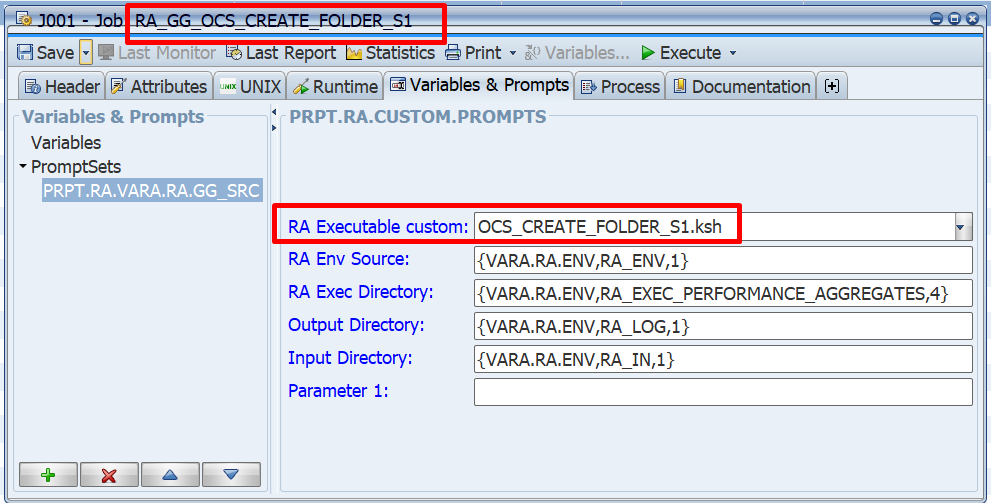 J001 - Job RA_GG_OCS_CREATE_FOLDER_S1
Save Last Monitor Last Report Statistics Print Variables... Execute
Header Attributes UNIX UNIX Runtime Variables & Prompts Process Documentation [+]
Variables & Prompts
Variables
PromptSets
PRPT.RA.VARA.RA.GG_SRC
PRPT.RA.CUSTOM.PROMPTS
RA Executable custom: OCS_CREATE_FOLDER_S1.ksh
RA Env Source: {VARA.RA.ENV,RA_ENV,1}
RA Exec Directory: {VARA.RA.ENV,RA_EXEC_PERFORMANCE_AGGREGATES,4}
Output Directory: {VARA.RA.ENV,RA_LOG,1}
Input Directory: {VARA.RA.ENV,RA_IN,1}
Parameter 1: